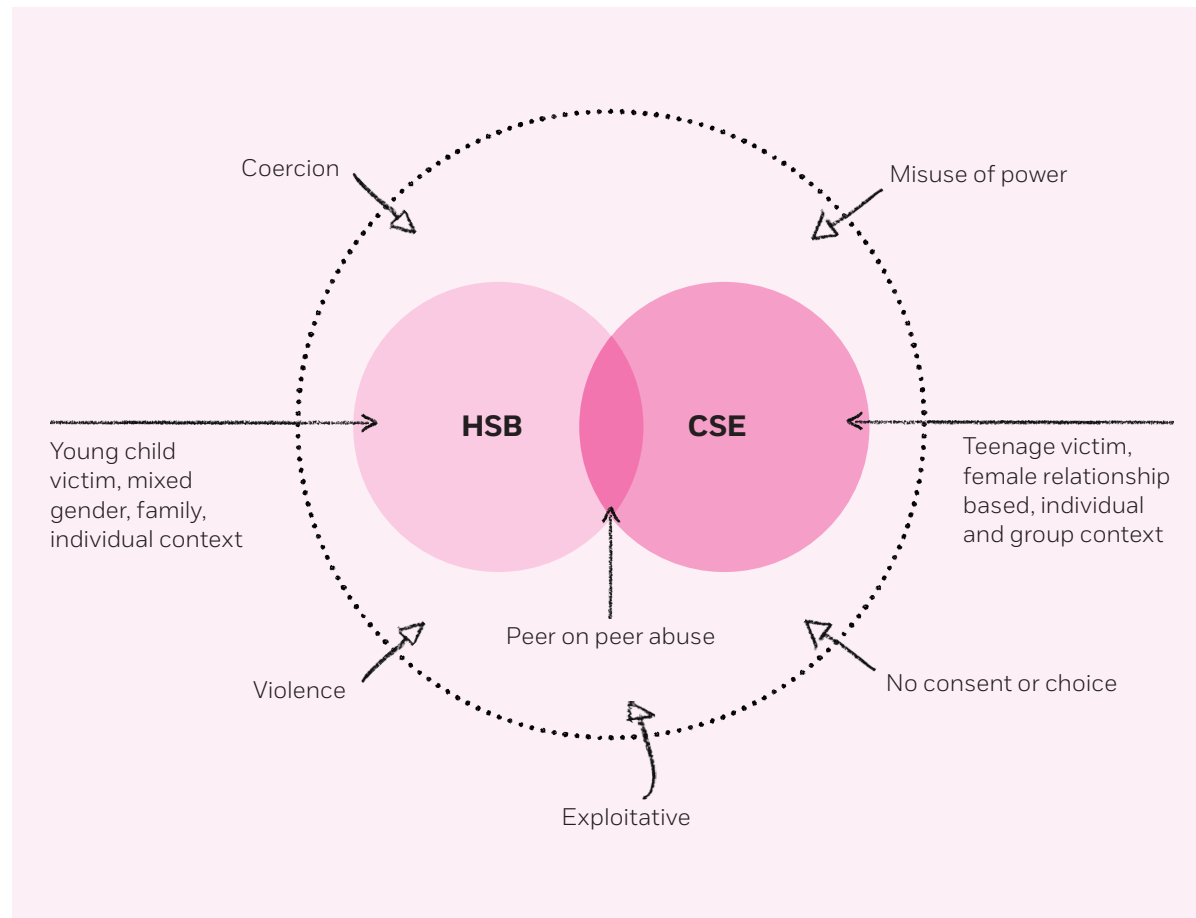 Coercion
Misuse of power
HSB
CSE
Young child
victim, mixed
gender, family,
individual context
Teenage victim,
female relationship
based, individual
and group context
Peer on peer abuse
Violence
No consent or choice
Exploitative